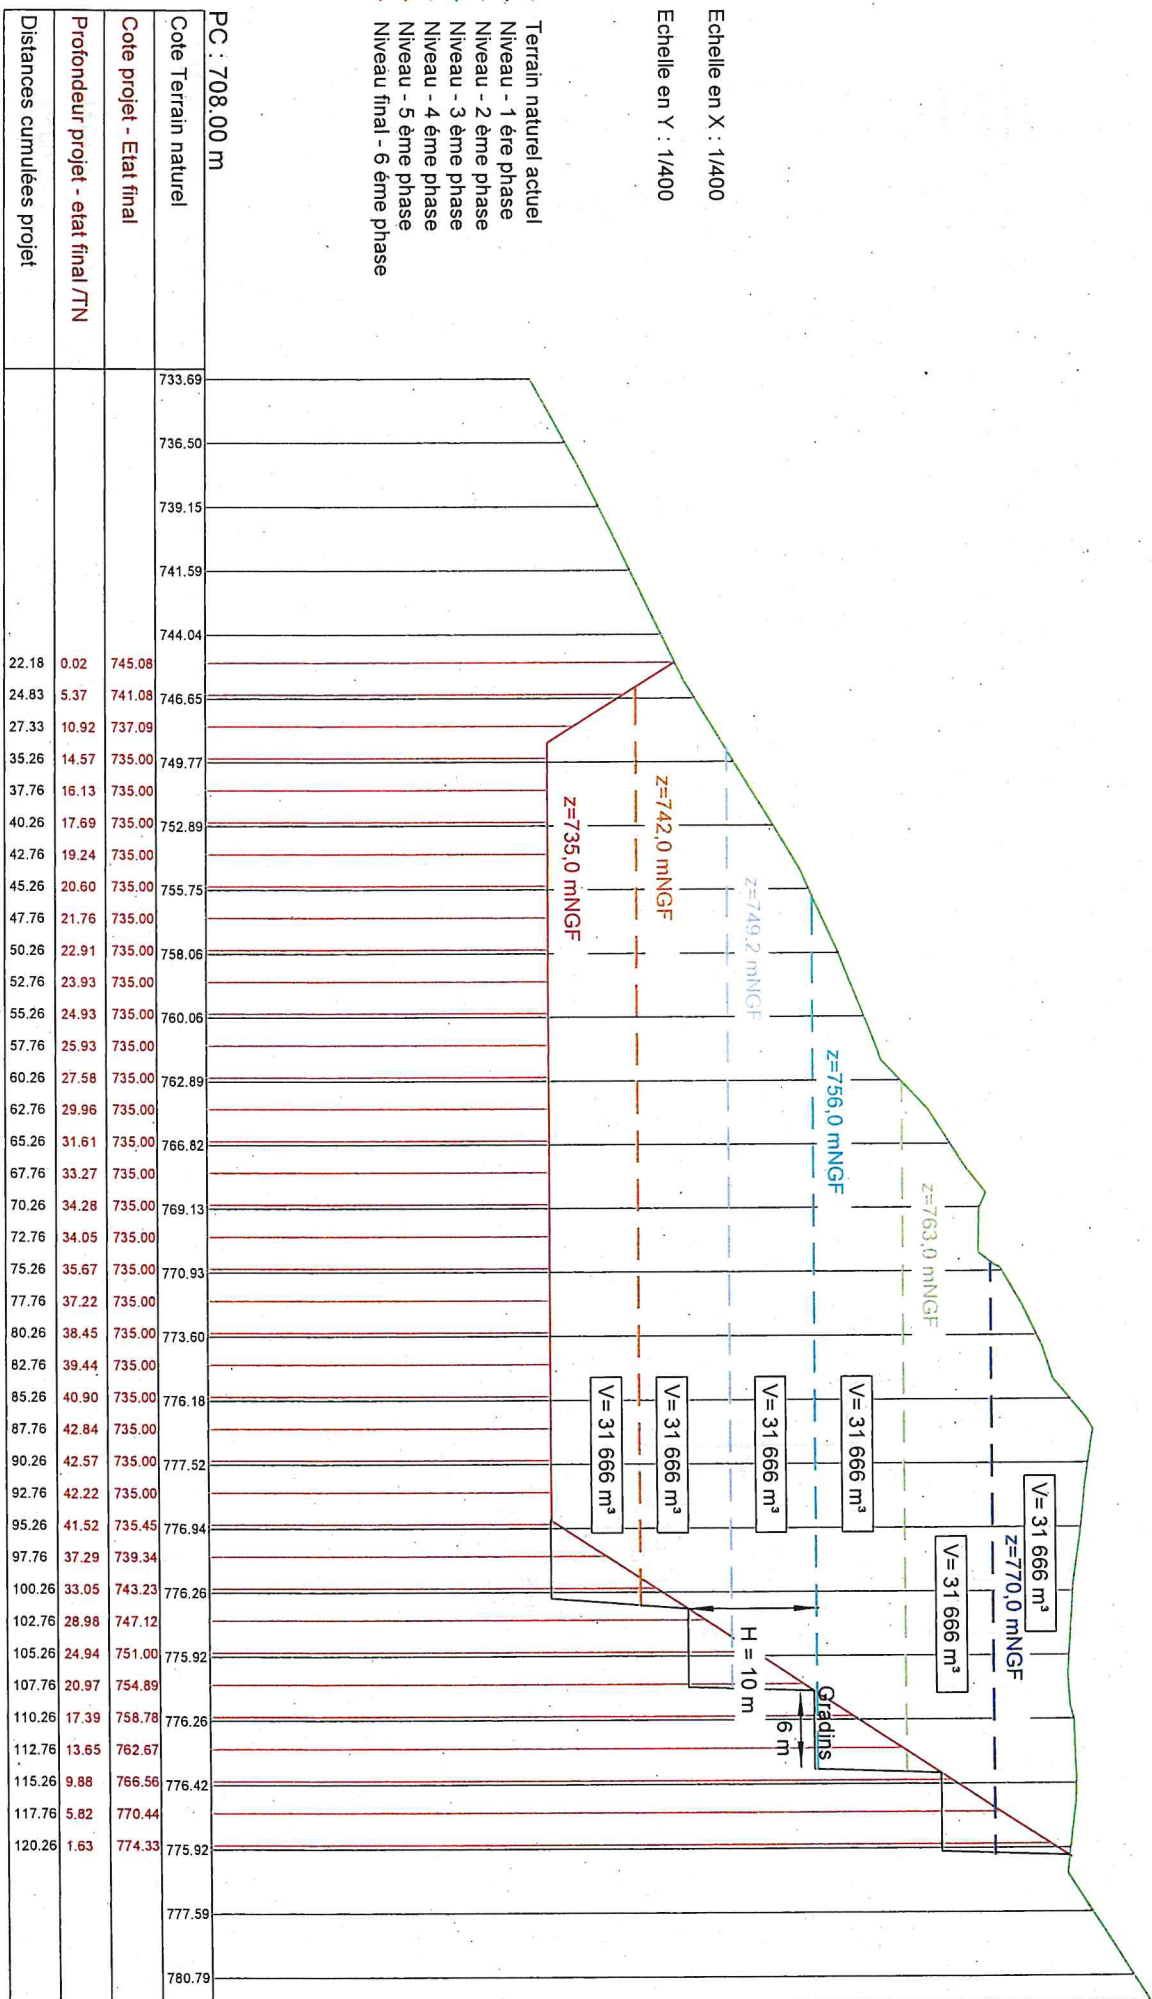 Echelle en X : 1/400
Echelle en Y : 1/400
Terrain naturel actuel
Niveau - 1 ére phase
Niveau - 2 éme phase
Niveau - 3 éme phase
Niveau - 4 éme phase
Niveau - 5 éme phase
Niveau final - 6 éme phase
z=770,0 mNGF
z=763,0 mNGF
z=756,0 mNGF
z=749,2 mNGF
z=742,0 mNGF
z=735,0 mNGF
V= 31 666 m³
V= 31 666 m³
V= 31 666 m³
V= 31 666 m³
V= 31 666 m³
V= 31 666 m³
Gradins
6 m
H = 10 m
PC : 708.00 m
Cote Terrain naturel 733.69 736.50 739.15 741.59 744.04 746.65 749.77 752.89 755.75 758.06 760.06 762.89 766.82 769.13 770.93 773.60 776.18 777.52 776.94 776.26 775.92 776.26 776.42 775.92 777.59 780.79
Cote projet - Etat final 745.08 741.08 737.09 735.00 735.00 735.00 735.00 735.00 735.00 735.00 735.00 735.00 735.00 735.00 735.00 735.00 735.00 735.00 735.00 735.00 735.00 735.00 735.00 735.00 735.00 735.00 735.00 735.45 739.34 743.23 747.12 751.00 754.89 758.78 762.67 766.56 770.44 774.33
Profondeur projet - etat final /TN 0.02 5.37 10.92 14.57 16.13 17.69 19.24 20.60 21.76 22.91 23.93 24.93 25.93 27.58 29.96 31.61 33.27 34.28 34.05 35.67 37.22 38.45 39.44 40.90 42.84 42.57 42.22 41.52 37.29 33.05 28.98 24.94 20.97 17.39 13.65 9.88 5.82 1.63
Distances cumulées projet 22.18 24.83 27.33 35.26 37.76 40.26 42.76 45.26 47.76 50.26 52.76 55.26 57.76 60.26 62.76 65.26 67.76 70.26 72.76 75.26 77.76 80.26 82.76 85.26 87.76 90.26 92.76 95.26 97.76 100.26 102.76 105.26 107.76 110.26 112.76 115.26 117.76 120.26